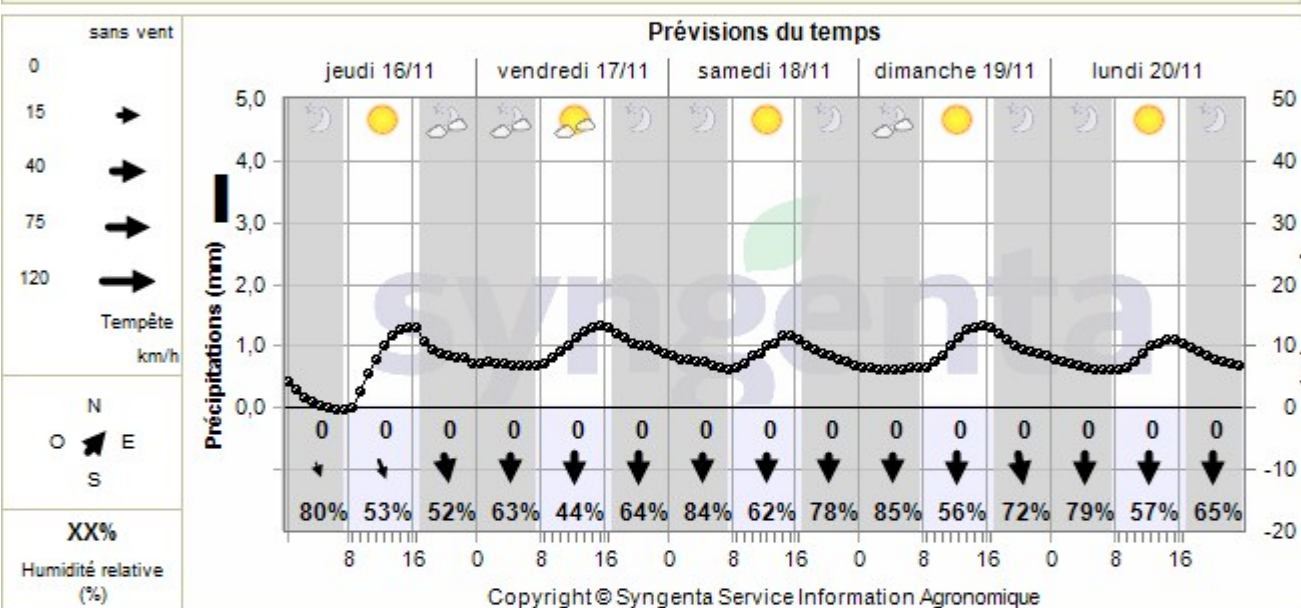 sans vent
0
15
40
75
120
Tempête
km/h
N
O E
S
XX%
Humidité relative
(%)
Prévisions du temps
jeudi 16/11 vendredi 17/11 samedi 18/11 dimanche 19/11 lundi 20/11
Précipitations (mm)
5,0 50
4,0 40
3,0 30
2,0 20
1,0 10
0,0 0
-10
-20
syngenta
0 0 0 0 0 0 0 0 0 0 0 0 0 0 0
80% 53% 52% 63% 44% 64% 84% 62% 78% 85% 56% 72% 79% 57% 65%
8 16 0 8 16 0 8 16 0 8 16 0 8 16
Copyright © Syngenta Service Information Agronomique